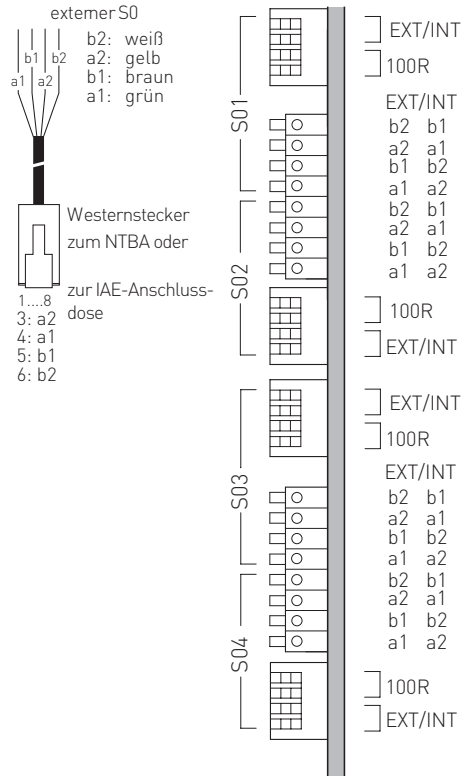 externer S0
b2: weiß
a2: gelb
b1: braun
a1: grün
b1 b2
a1 a2
Westernstecker
zum NTBA oder
zur IAE-Anschluss-
dose
1....8
3: a2
4: a1
5: b1
6: b2
S01
S02
S03
S04
EXT/INT
100R
EXT/INT
b2 b1
a2 a1
b1 b2
a1 a2
b2 b1
a2 a1
b1 b2
a1 a2
100R
EXT/INT
EXT/INT
100R
EXT/INT
b2 b1
a2 a1
b1 b2
a1 a2
b2 b1
a2 a1
b1 b2
a1 a2
100R
EXT/INT